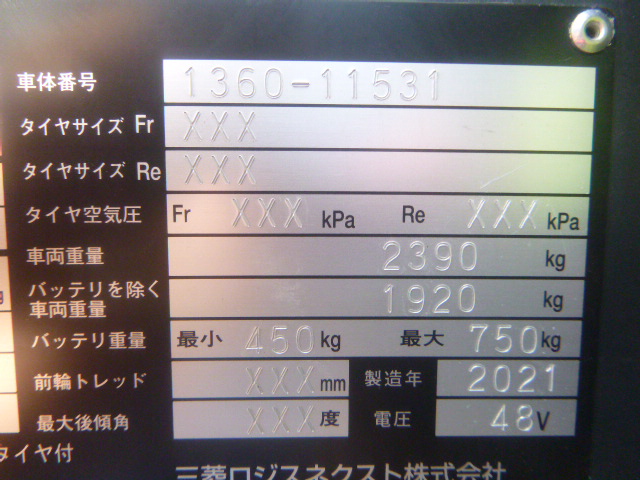 車体番号 1360-11531
タイヤサイズ Fr XXX
タイヤサイズ Re XXX
タイヤ空気圧 Fr XXX kPa Re XXX kPa
車両重量 2390 kg
バッテリを除く
車両重量 1920 kg
バッテリ重量 最小 450 kg 最大 750 kg
前輪トレッド XXX mm 製造年 2021
最大後傾角 XXX 度 電圧 48 V
タイヤ付
三菱ロジスネクスト株式会社